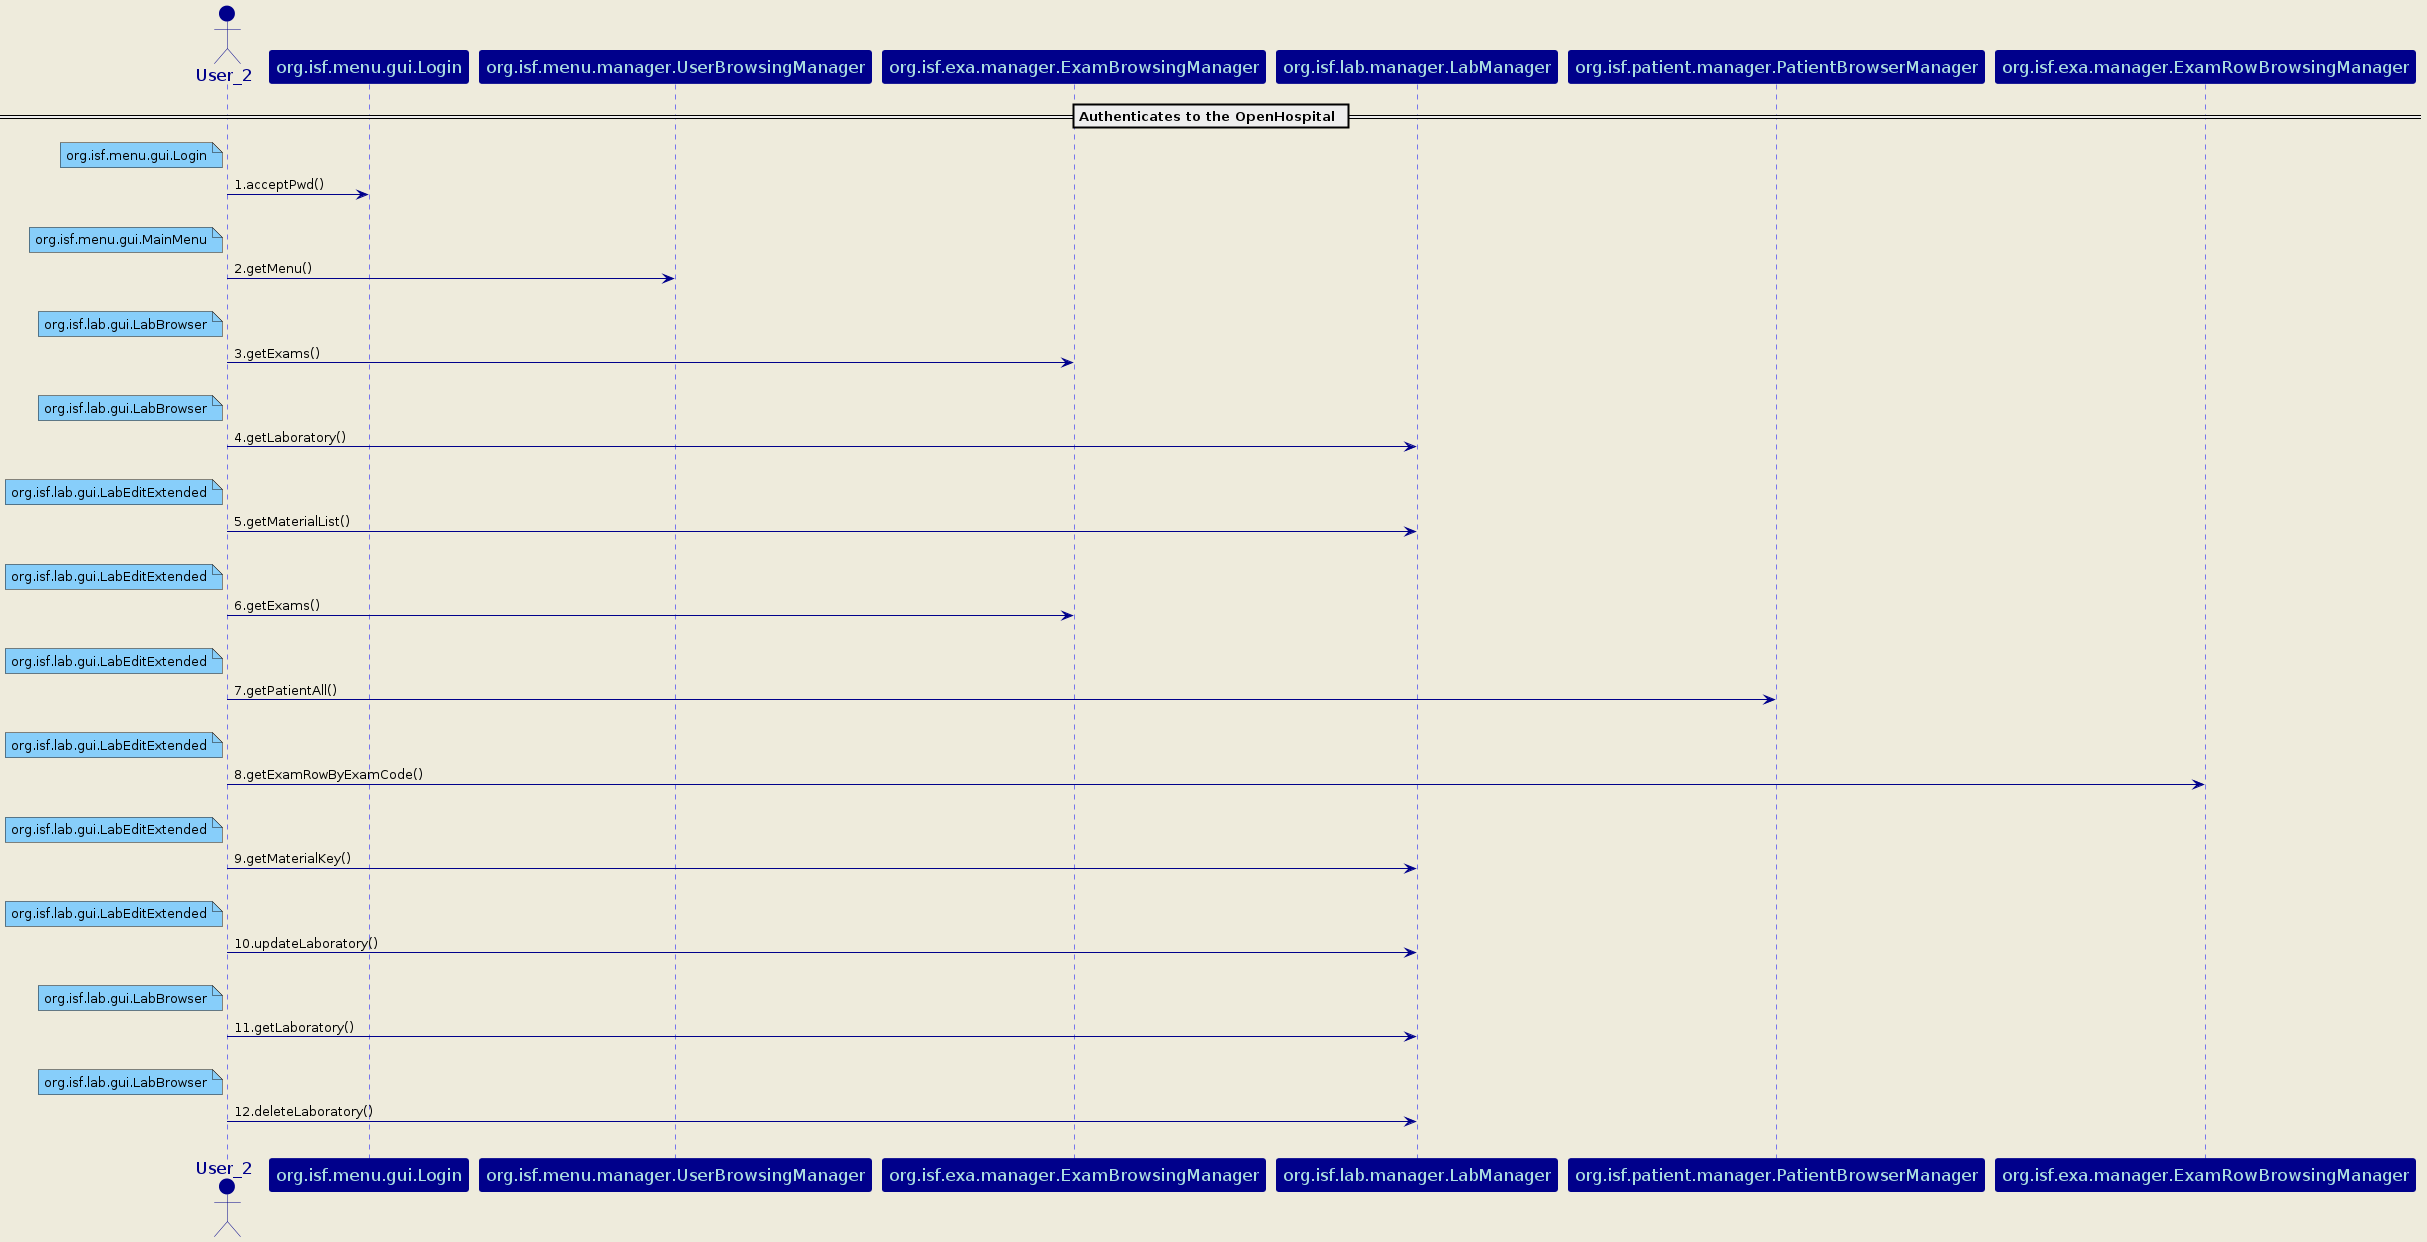 User_2
org.isf.menu.gui.Login
org.isf.menu.manager.UserBrowsingManager
org.isf.exa.manager.ExamBrowsingManager
org.isf.lab.manager.LabManager
org.isf.patient.manager.PatientBrowserManager
org.isf.exa.manager.ExamRowBrowsingManager
Authenticates to the OpenHospital
org.isf.menu.gui.Login
1.acceptPwd()
org.isf.menu.gui.MainMenu
2.getMenu()
org.isf.lab.gui.LabBrowser
3.getExams()
org.isf.lab.gui.LabBrowser
4.getLaboratory()
org.isf.lab.gui.LabEditExtended
5.getMaterialList()
org.isf.lab.gui.LabEditExtended
6.getExams()
org.isf.lab.gui.LabEditExtended
7.getPatientAll()
org.isf.lab.gui.LabEditExtended
8.getExamRowByExamCode()
org.isf.lab.gui.LabEditExtended
9.getMaterialKey()
org.isf.lab.gui.LabEditExtended
10.updateLaboratory()
org.isf.lab.gui.LabBrowser
11.getLaboratory()
org.isf.lab.gui.LabBrowser
12.deleteLaboratory()
User_2
org.isf.menu.gui.Login
org.isf.menu.manager.UserBrowsingManager
org.isf.exa.manager.ExamBrowsingManager
org.isf.lab.manager.LabManager
org.isf.patient.manager.PatientBrowserManager
org.isf.exa.manager.ExamRowBrowsingManager